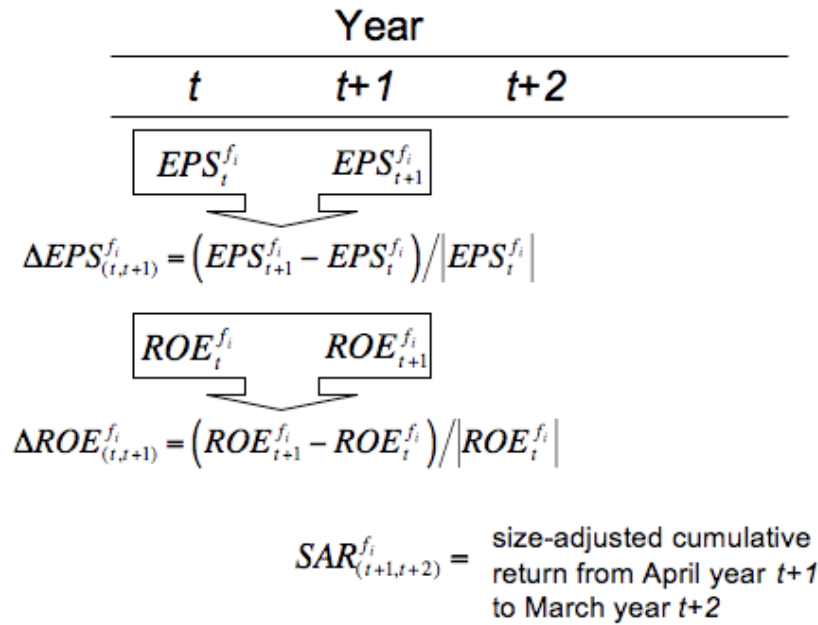 Year
t t+1 t+2
EPS_t^{f_i} EPS_{t+1}^{f_i}
ΔEPS_{(t,t+1)}^{f_i} = (EPS_{t+1}^{f_i} − EPS_t^{f_i})/|EPS_t^{f_i}|
ROE_t^{f_i} ROE_{t+1}^{f_i}
ΔROE_{(t,t+1)}^{f_i} = (ROE_{t+1}^{f_i} − ROE_t^{f_i})/|ROE_t^{f_i}|
SAR_{(t+1,t+2)}^{f_i} = size-adjusted cumulative
return from April year t+1
to March year t+2